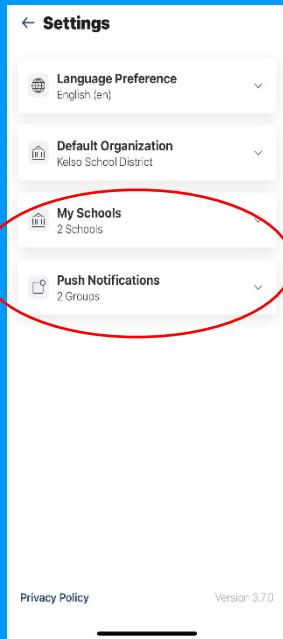 ← Settings
Language Preference
English (en)
Default Organization
Kelso School District
My Schools
2 Schools
Push Notifications
2 Groups
Privacy Policy
Version 3.7.0